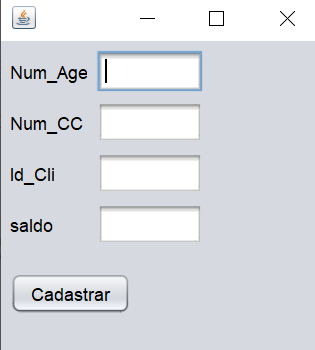 Num_Age
Num_CC
Id_Cli
saldo
Cadastrar